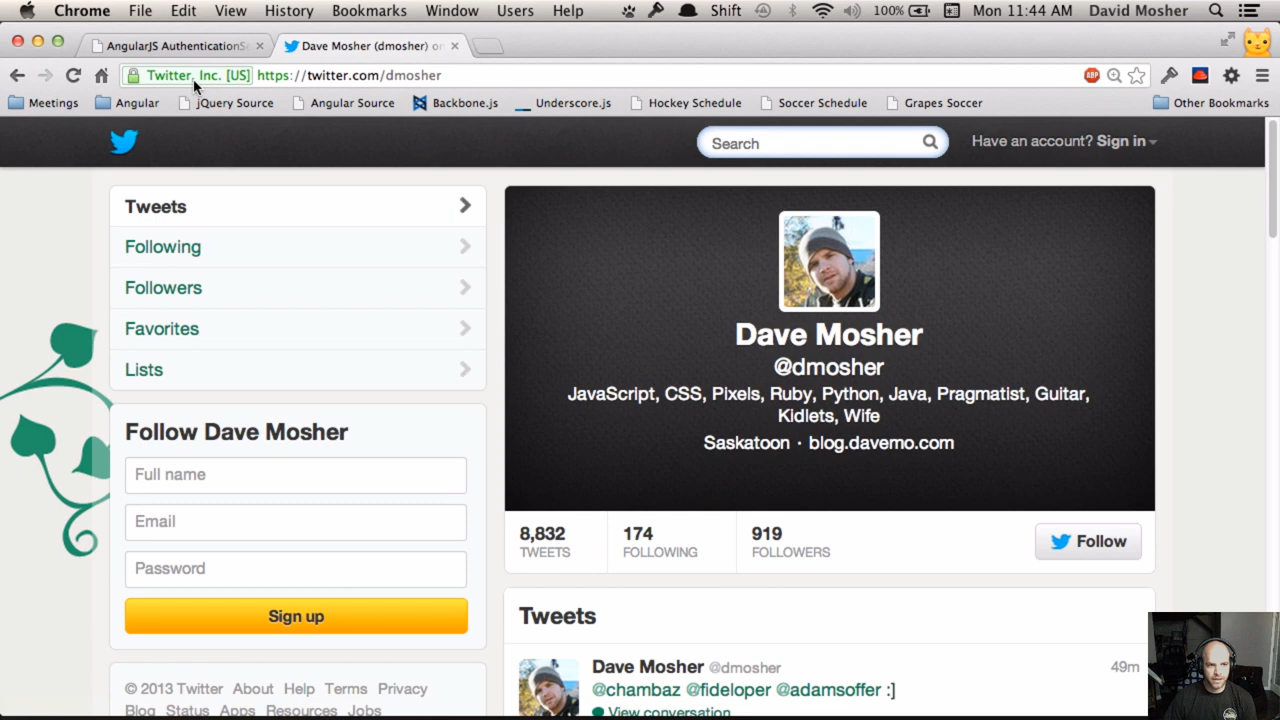 Chrome File Edit View History Bookmarks Window Users Help Shift 100% Mon 11:44 AM David Mosher
AngularJS AuthenticationS
Dave Mosher (dmosher) on
Twitter, Inc. [US] https://twitter.com/dmosher
ABP
Meetings Angular jQuery Source Angular Source Backbone.js Underscore.js Hockey Schedule Soccer Schedule Grapes Soccer Other Bookmarks
Search
Have an account? Sign in
Tweets
Following
Followers
Favorites
Lists
Follow Dave Mosher
Full name
Email
Password
Sign up
© 2013 Twitter About Help Terms Privacy
Blog Status Apps Resources Jobs
Dave Mosher
@dmosher
JavaScript, CSS, Pixels, Ruby, Python, Java, Pragmatist, Guitar,
Kidlets, Wife
Saskatoon · blog.davemo.com
8,832 174 919
TWEETS FOLLOWING FOLLOWERS
Follow
Tweets
Dave Mosher @dmosher 49m
@chambaz @fideloper @adamsoffer :]
View conversation